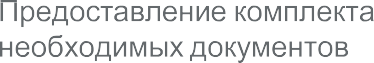 Предоставление комплекта
необходимых документов